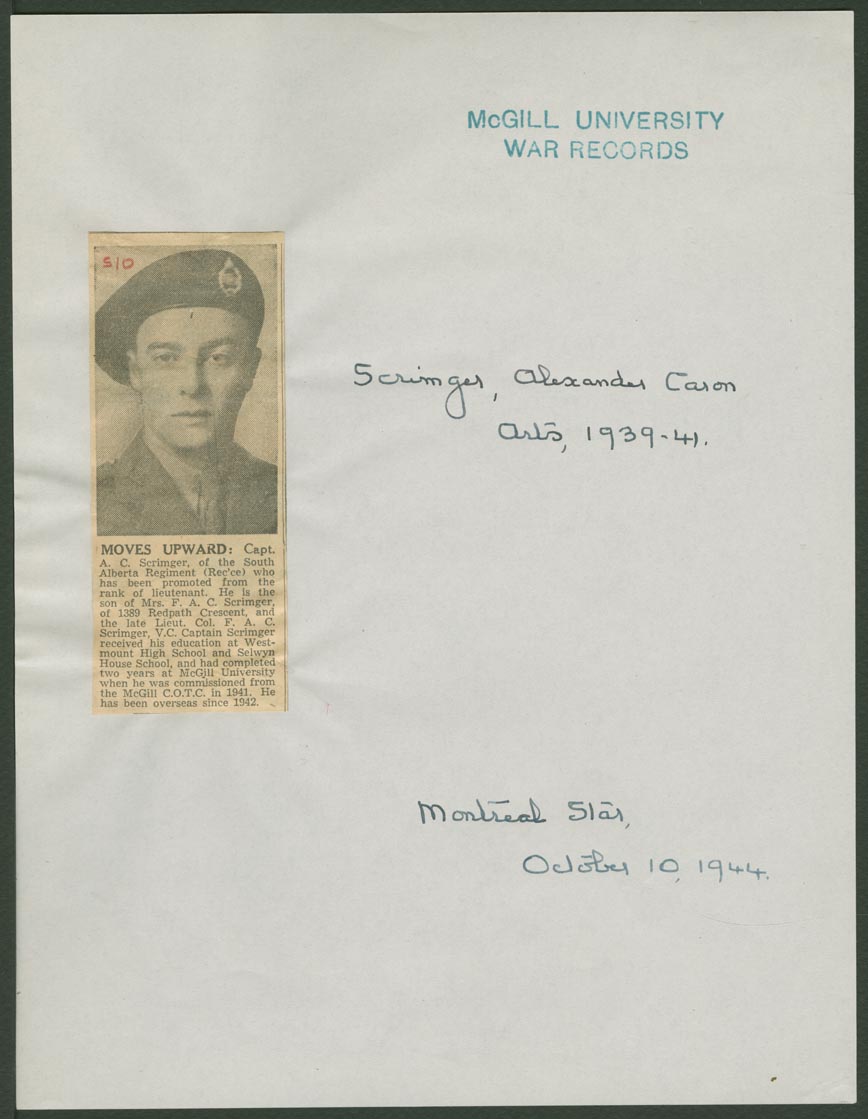 McGILL UNIVERSITY
WAR RECORDS
S/O
Scrimger, Alexander Caron
Arts, 1939-41.
MOVES UPWARD: Capt.
A. C. Scrimger, of the South
Alberta Regiment (Rec'ce) who
has been promoted from the
rank of lieutenant. He is the
son of Mrs. F. A. C. Scrimger,
of 1389 Redpath Crescent, and
the late Lieut. Col. F. A. C.
Scrimger, V.C. Captain Scrimger
received his education at West-
mount High School and Selwyn
House School, and had completed
two years at McGill University
when he was commissioned from
the McGill C.O.T.C. in 1941. He
has been overseas since 1942.
Montreal Star,
October 10, 1944.